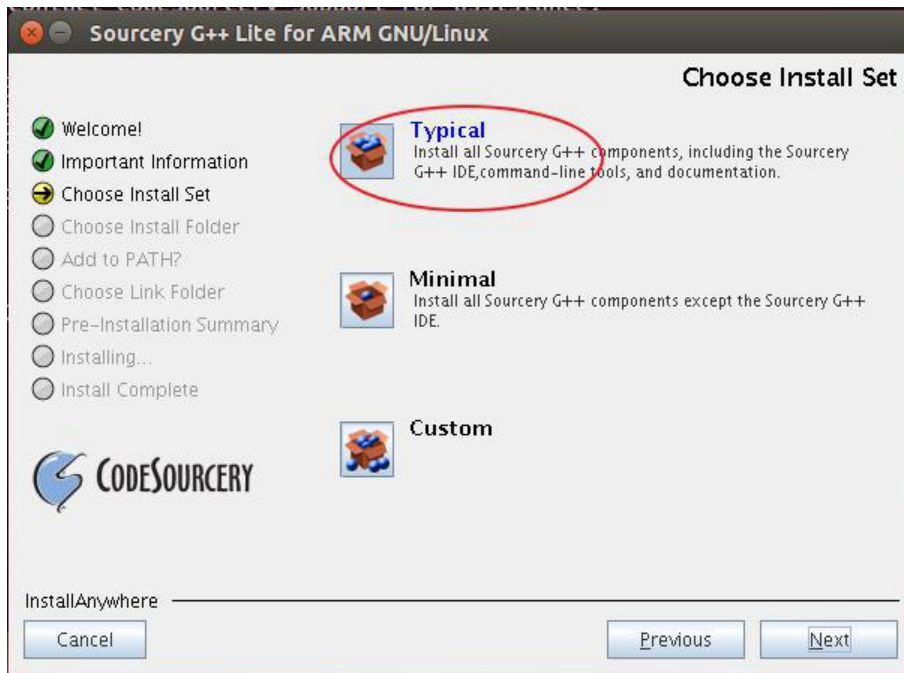 Sourcery G++ Lite for ARM GNU/Linux
Choose Install Set
Welcome!
Important Information
Choose Install Set
Choose Install Folder
Add to PATH?
Choose Link Folder
Pre-Installation Summary
Installing...
Install Complete
CODESOURCERY
Typical
Install all Sourcery G++ components, including the Sourcery
G++ IDE,command-line tools, and documentation.
Minimal
Install all Sourcery G++ components except the Sourcery G++
IDE.
Custom
InstallAnywhere
Cancel
Previous
Next